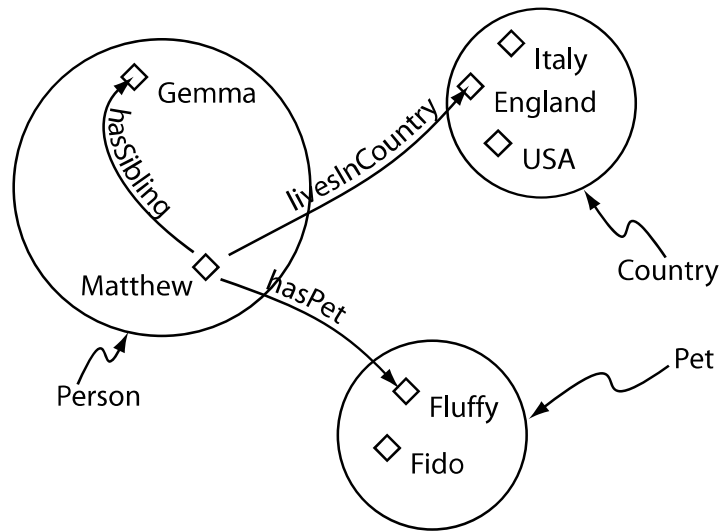 Gemma
hasSibling
Matthew
Person
livesInCountry
hasPet
Italy
England
USA
Country
Pet
Fluffy
Fido